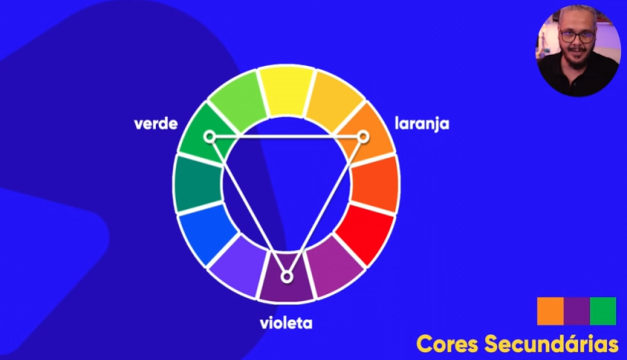 verde
laranja
violeta
Cores Secundárias